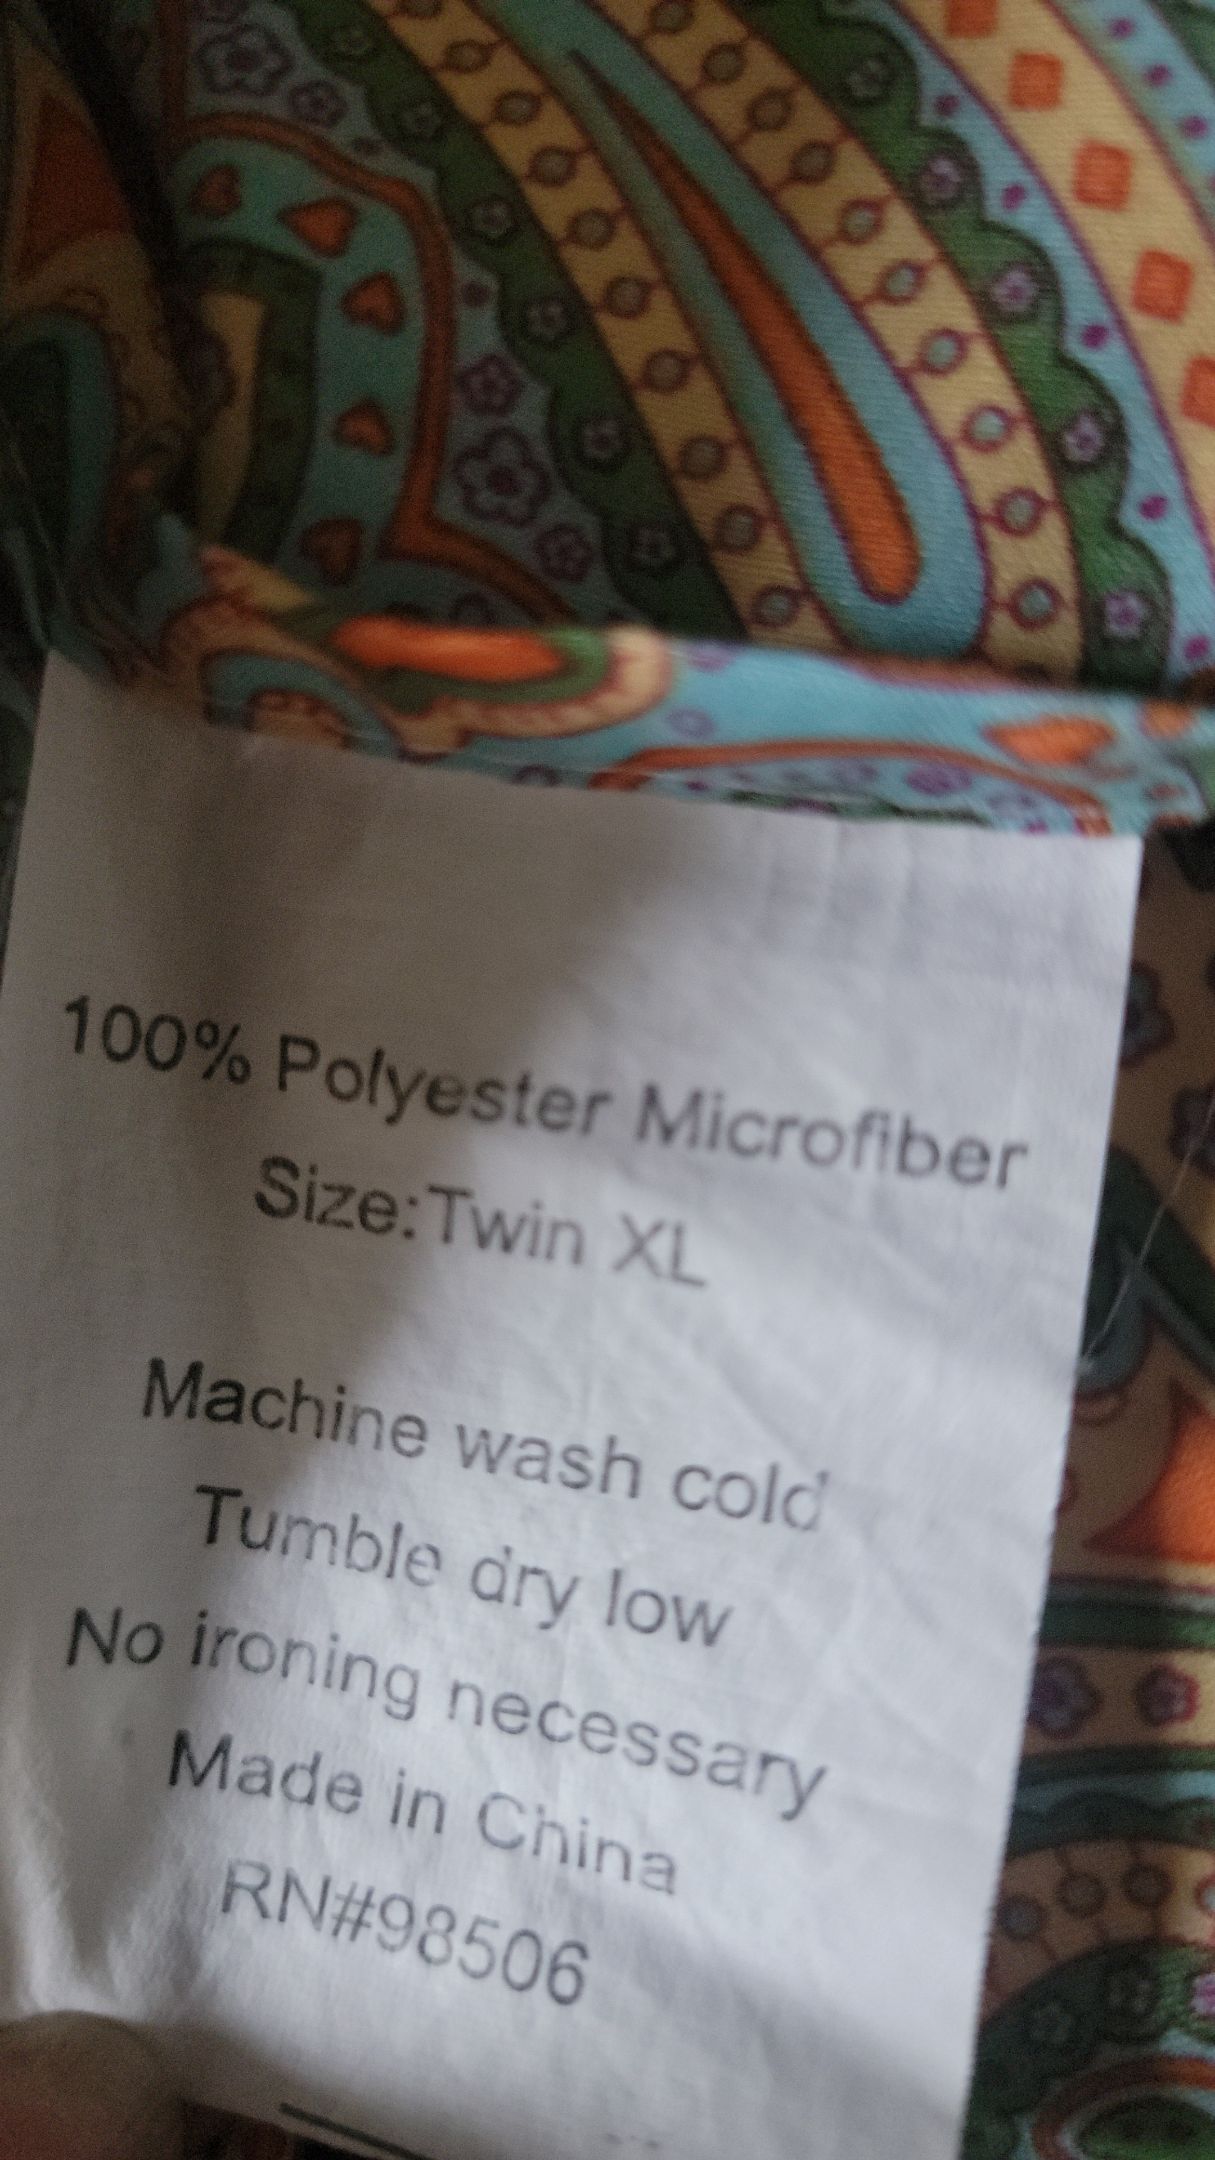 100% Polyester Microfiber
Size:Twin XL
Machine wash cold
Tumble dry low
No ironing necessary
Made in China
RN#98506